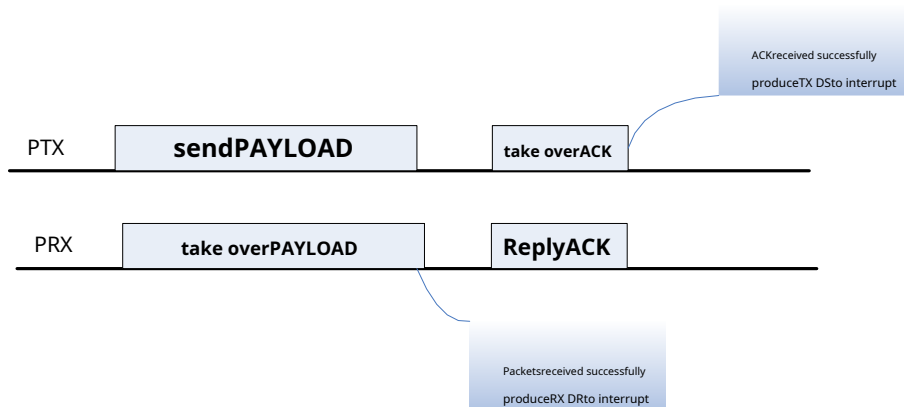 ACKreceived successfully
produceTX DSto interrupt
PTX
sendPAYLOAD
take overACK
PRX
take overPAYLOAD
ReplyACK
Packetsreceived successfully
produceRX DRto interrupt